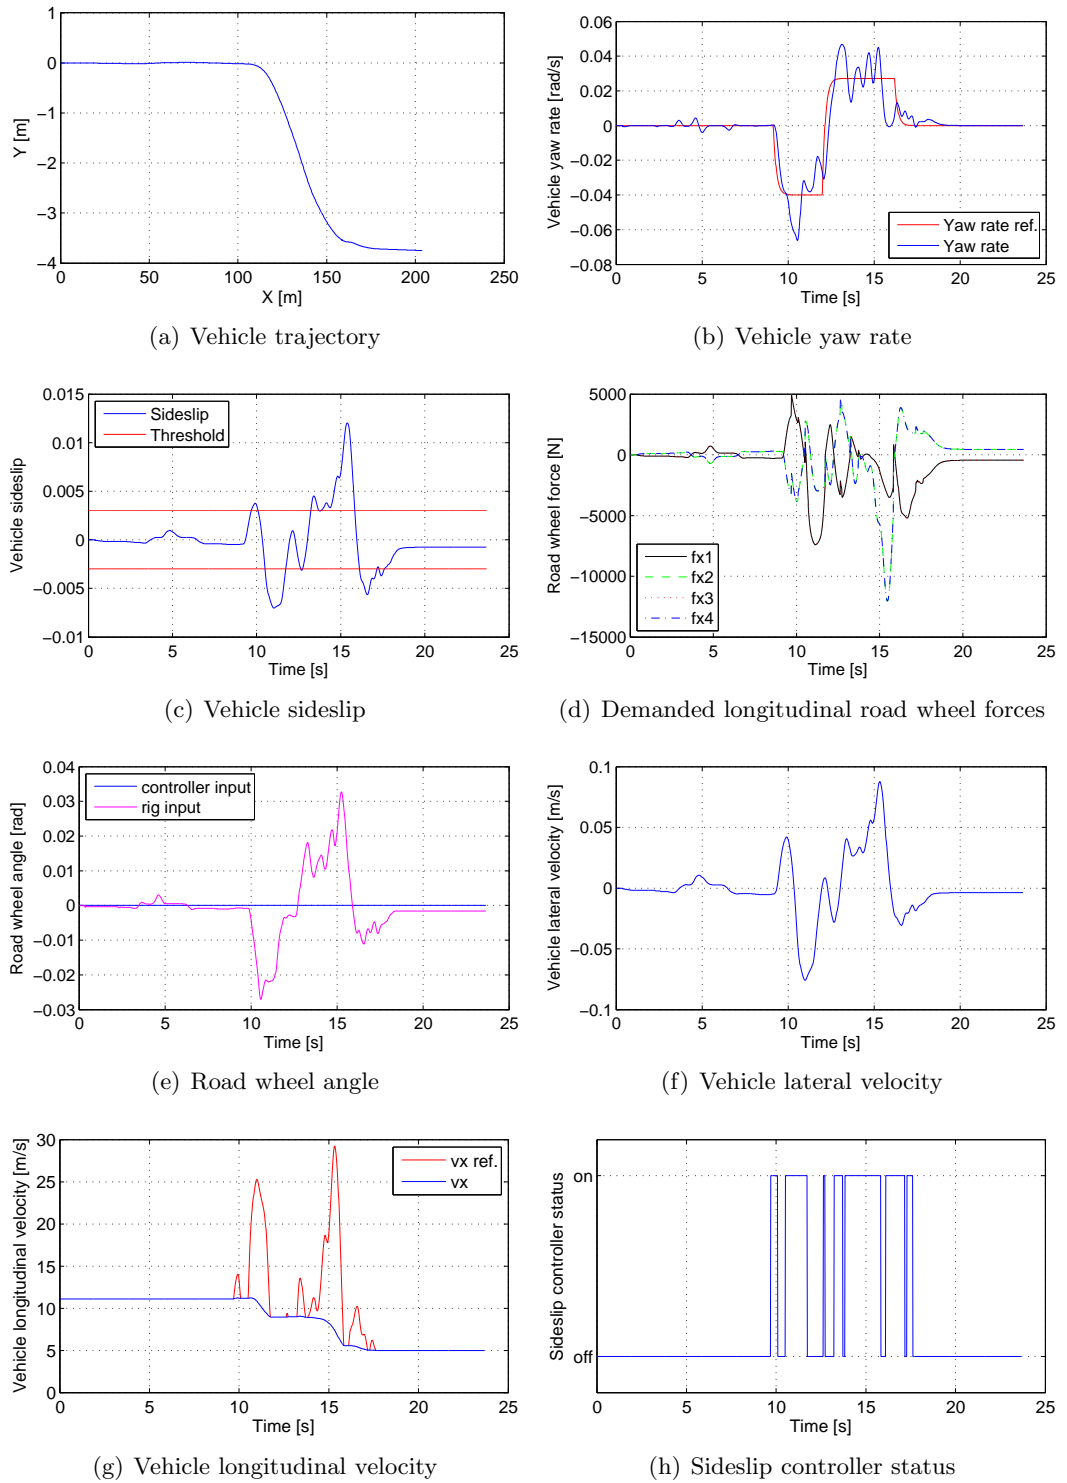 1
0
−1
−2
−3
−4
0 50 100 150 200 250
Y [m]
X [m]
(a) Vehicle trajectory
0.06
0.04
0.02
0
−0.02
−0.04
−0.06
−0.08
0 5 10 15 20 25
Vehicle yaw rate [rad/s]
Time [s]
Yaw rate ref.
Yaw rate
(b) Vehicle yaw rate
0.015
0.01
0.005
0
−0.005
−0.01
0 5 10 15 20 25
Vehicle sideslip
Time [s]
Sideslip
Threshold
(c) Vehicle sideslip
5000
0
−5000
−10000
−15000
0 5 10 15 20 25
Road wheel force [N]
Time [s]
fx1
fx2
fx3
fx4
(d) Demanded longitudinal road wheel forces
0.04
0.03
0.02
0.01
0
−0.01
−0.02
−0.03
0 5 10 15 20 25
Road wheel angle [rad]
Time [s]
controller input
rig input
(e) Road wheel angle
0.1
0.05
0
−0.05
−0.1
0 5 10 15 20 25
Vehicle lateral velocity [m/s]
Time [s]
(f) Vehicle lateral velocity
30
25
20
15
10
5
0
0 5 10 15 20 25
Vehicle longitudinal velocity [m/s]
Time [s]
vx ref.
vx
(g) Vehicle longitudinal velocity
on
off
0 5 10 15 20 25
Sideslip controller status
Time [s]
(h) Sideslip controller status